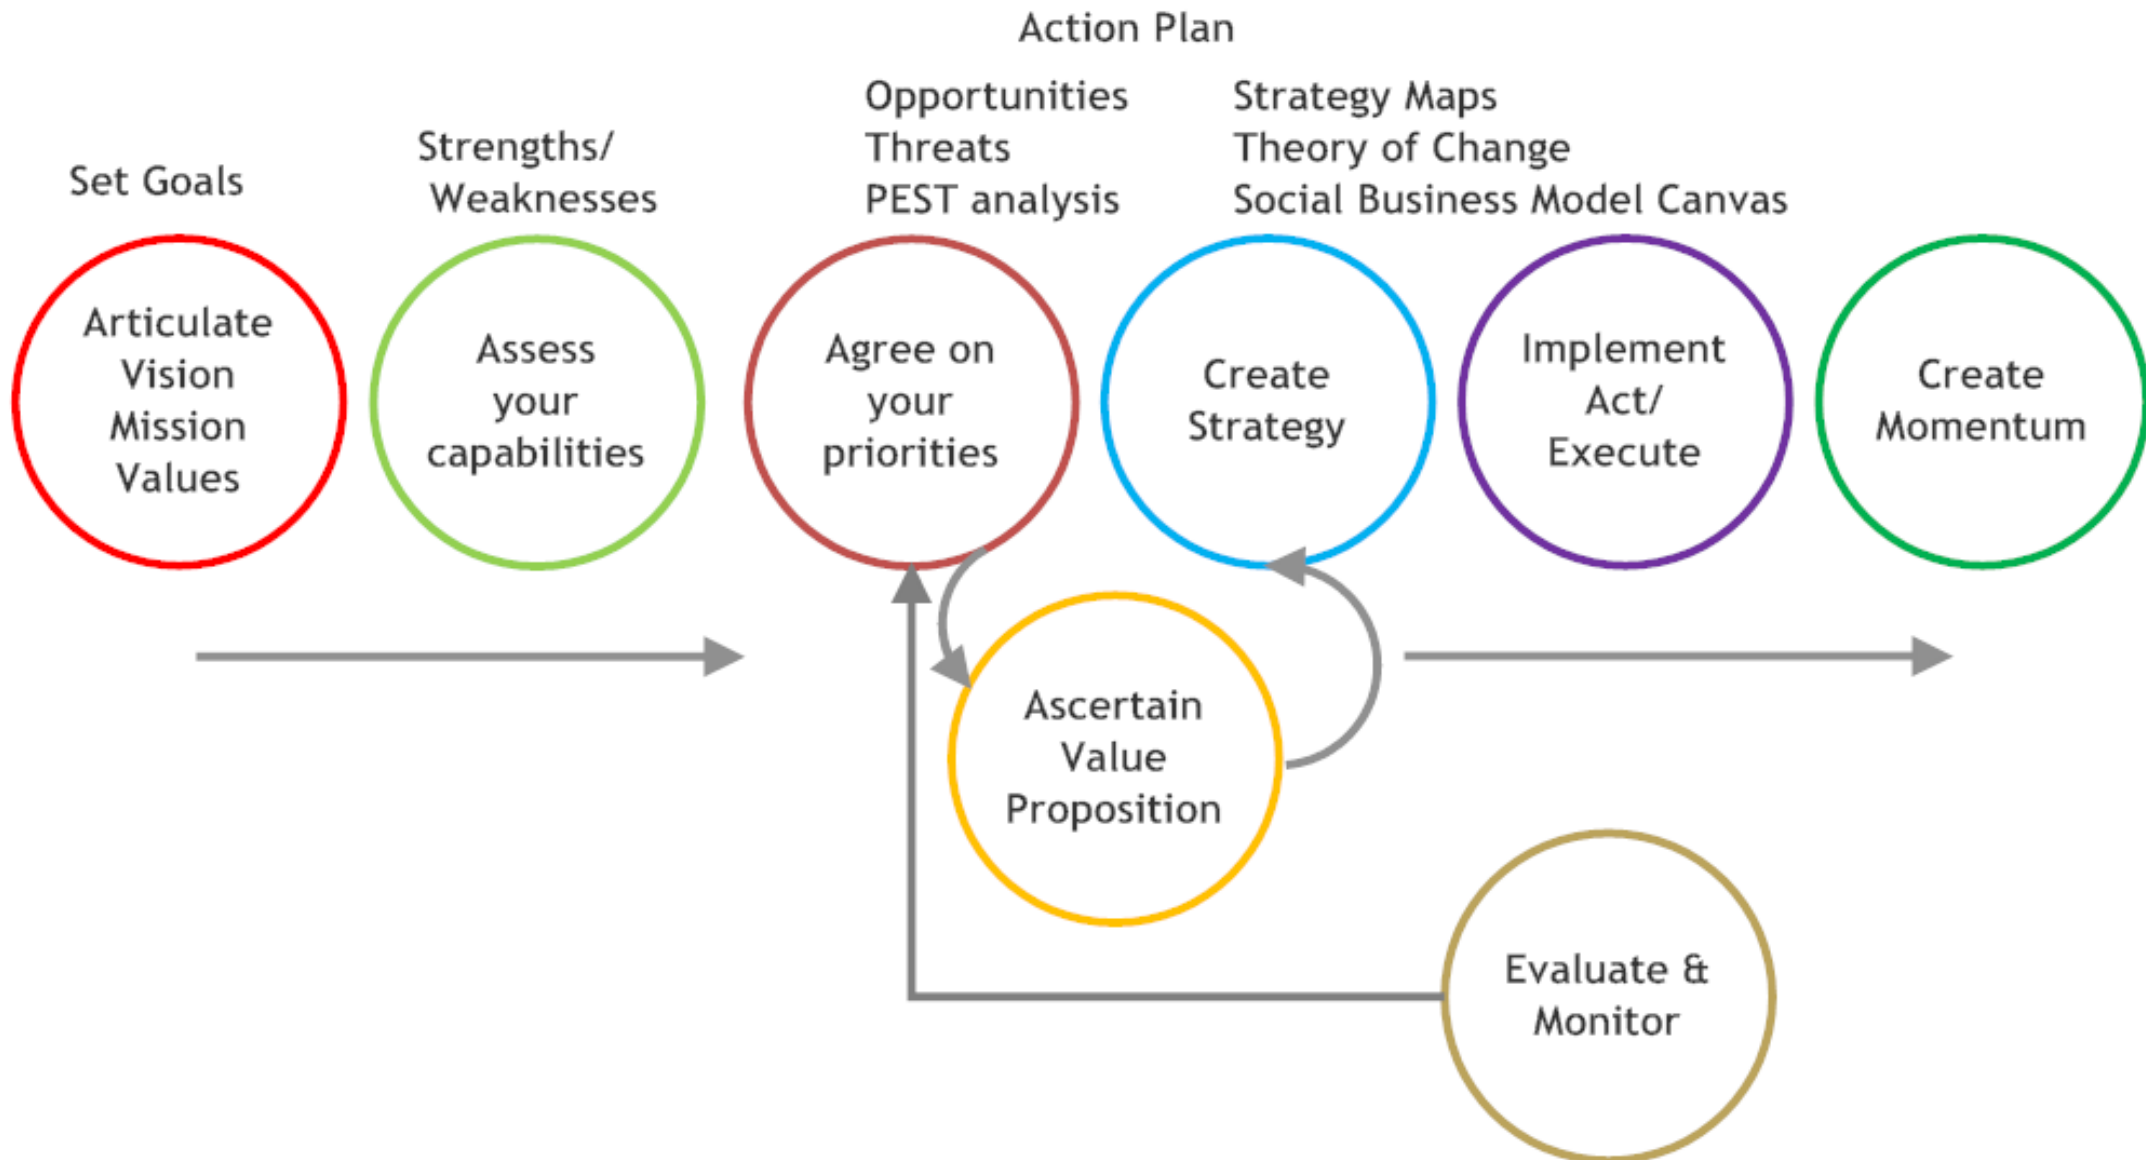 Action Plan
Set Goals
Strengths/
Weaknesses
Opportunities
Threats
PEST analysis
Strategy Maps
Theory of Change
Social Business Model Canvas
Articulate
Vision
Mission
Values
Assess
your
capabilities
Agree on
your
priorities
Create
Strategy
Implement
Act/
Execute
Create
Momentum
Ascertain
Value
Proposition
Evaluate &
Monitor